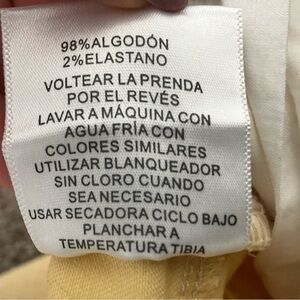 98%ALGODÓN
2%ELASTANO
VOLTEAR LA PRENDA
POR EL REVÉS
LAVAR A MÁQUINA CON
AGUA FRÍA CON
COLORES SIMILARES
UTILIZAR BLANQUEADOR
SIN CLORO CUANDO
SEA NECESARIO
USAR SECADORA CICLO BAJO
PLANCHAR A
TEMPERATURA TIBIA